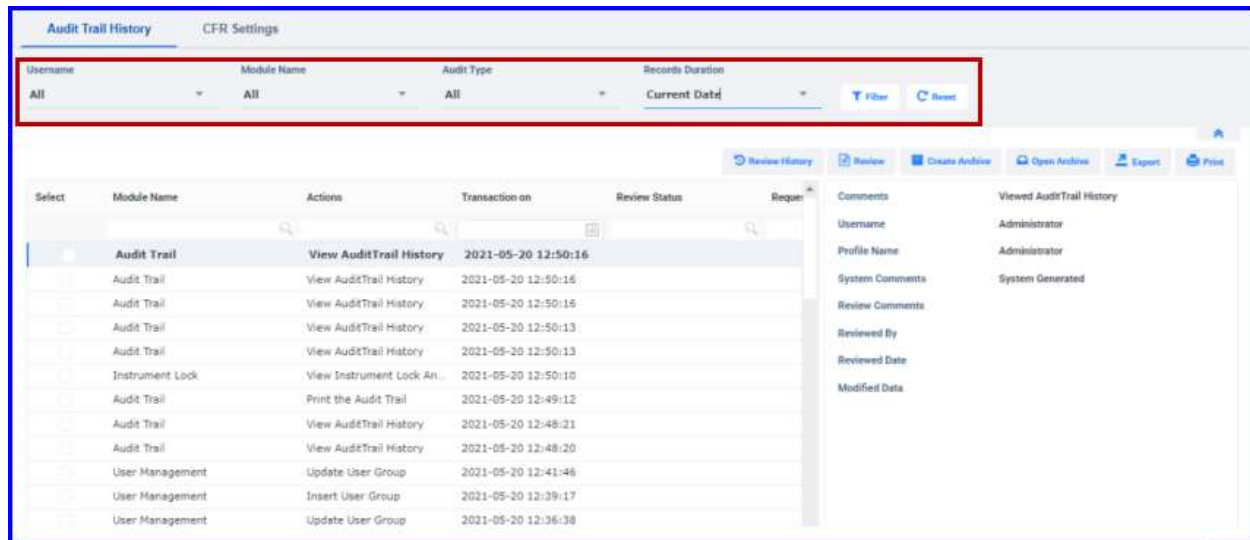 Audit Trail History CFR Settings
Username Module Name Audit Type Records Duration
All All All Current Date Filter Reset
Review History Review Create Archive Open Archive Export Print
Select Module Name Actions Transaction on Review Status Reques
Comments Viewed AuditTrail History
Username Administrator
Audit Trail View AuditTrail History 2021-05-20 12:50:16
Profile Name Administrator
Audit Trail View AuditTrail History 2021-05-20 12:50:16
System Comments System Generated
Audit Trail View AuditTrail History 2021-05-20 12:50:16
Review Comments
Audit Trail View AuditTrail History 2021-05-20 12:50:13
Reviewed By
Audit Trail View AuditTrail History 2021-05-20 12:50:13
Reviewed Date
Instrument Lock View Instrument Lock An... 2021-05-20 12:50:10
Modified Data
Audit Trail Print the Audit Trail 2021-05-20 12:49:12
Audit Trail View AuditTrail History 2021-05-20 12:48:21
Audit Trail View AuditTrail History 2021-05-20 12:48:20
User Management Update User Group 2021-05-20 12:41:46
User Management Insert User Group 2021-05-20 12:39:17
User Management Update User Group 2021-05-20 12:36:38